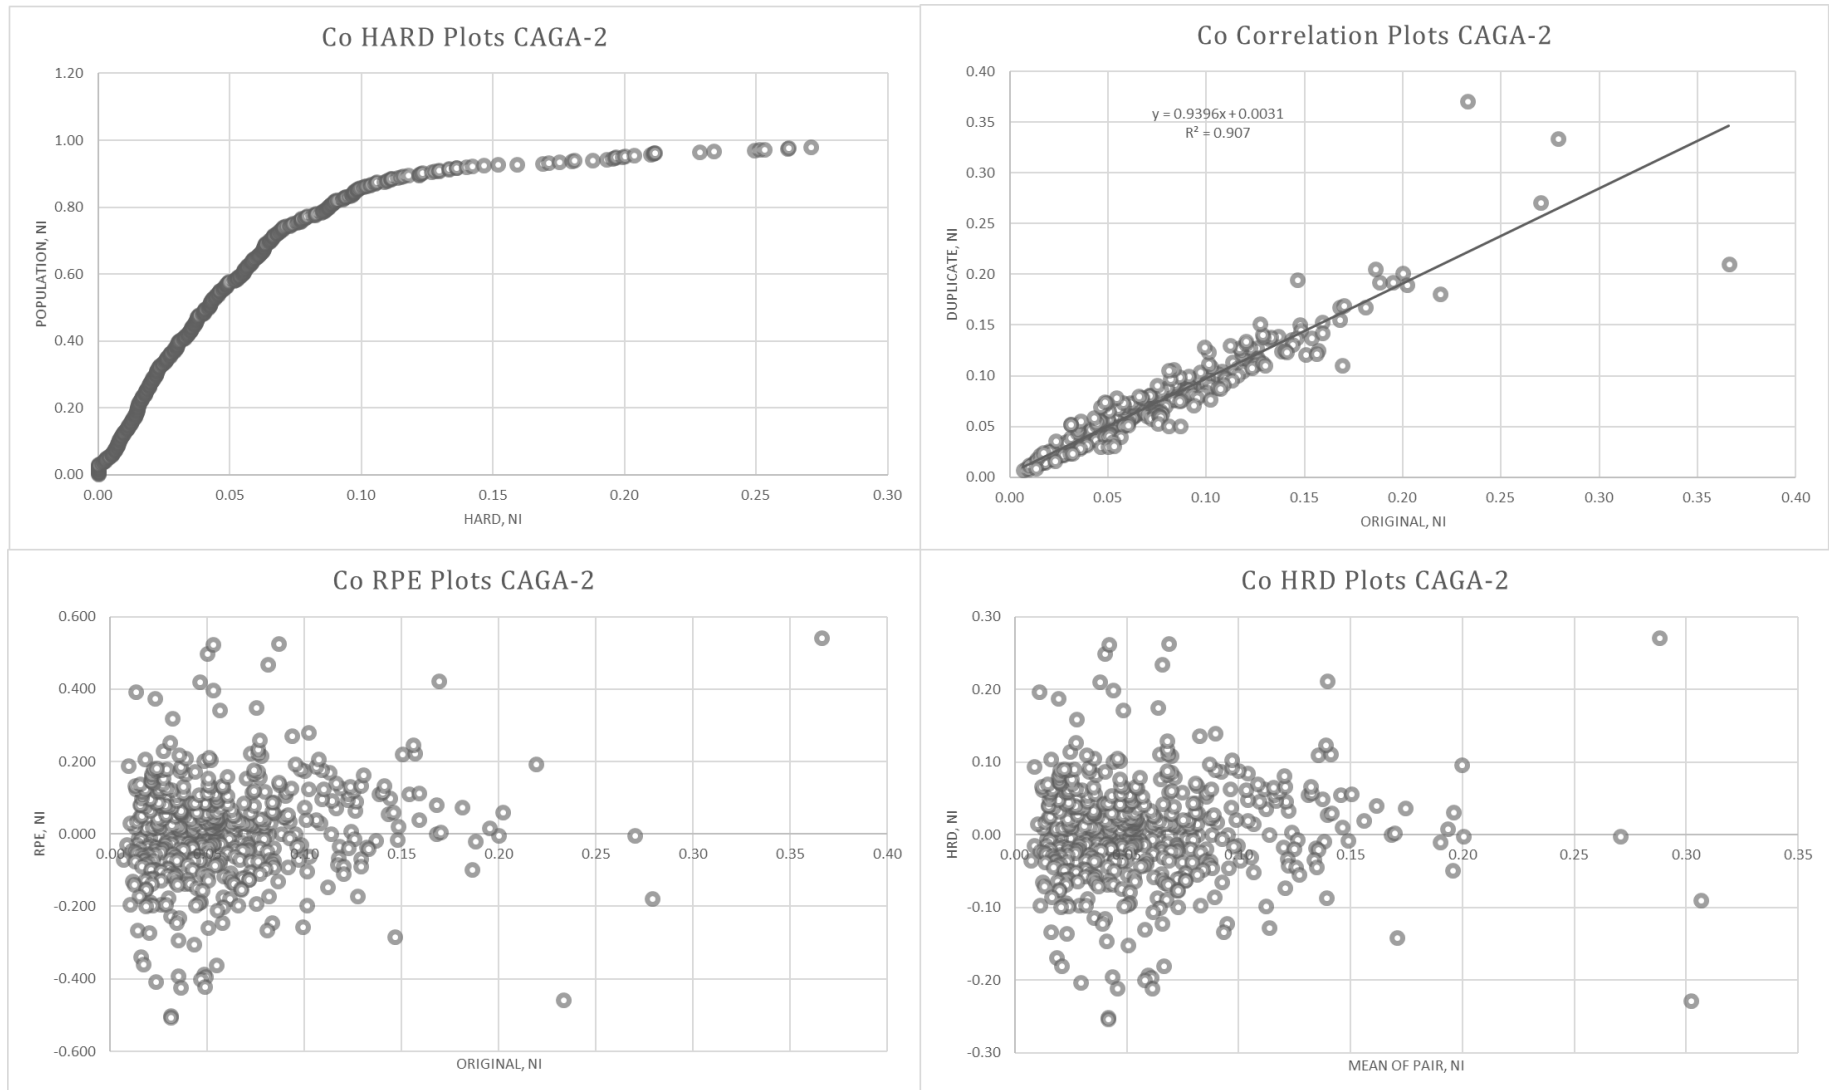 Co HARD Plots CAGA-2
1.20
1.00
0.80
0.60
0.40
0.20
0.00
POPULATION, NI
0.00 0.05 0.10 0.15 0.20 0.25 0.30
HARD, NI
Co Correlation Plots CAGA-2
0.40
0.35
0.30
0.25
0.20
0.15
0.10
0.05
0.00
DUPLICATE, NI
y = 0.9396x + 0.0031
R² = 0.907
0.00 0.05 0.10 0.15 0.20 0.25 0.30 0.35 0.40
ORIGINAL, NI
Co RPE Plots CAGA-2
0.600
0.400
0.200
0.000
-0.200
-0.400
-0.600
RPE, NI
0.00 0.05 0.10 0.15 0.20 0.25 0.30 0.35 0.40
ORIGINAL, NI
Co HRD Plots CAGA-2
0.30
0.20
0.10
0.00
-0.10
-0.20
-0.30
HRD, NI
0.00 0.05 0.10 0.15 0.20 0.25 0.30 0.35
MEAN OF PAIR, NI